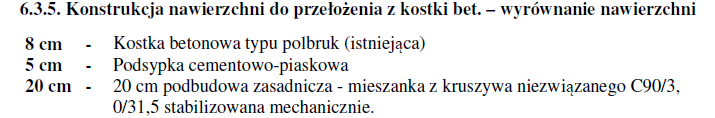 6.3.5. Konstrukcja nawierzchni do przełożenia z kostki bet. – wyrównanie nawierzchni
8 cm - Kostka betonowa typu polbruk (istniejąca)
5 cm - Podsypka cementowo-piaskowa
20 cm - 20 cm podbudowa zasadnicza - mieszanka z kruszywa niezwiązanego C90/3,
0/31,5 stabilizowana mechanicznie.